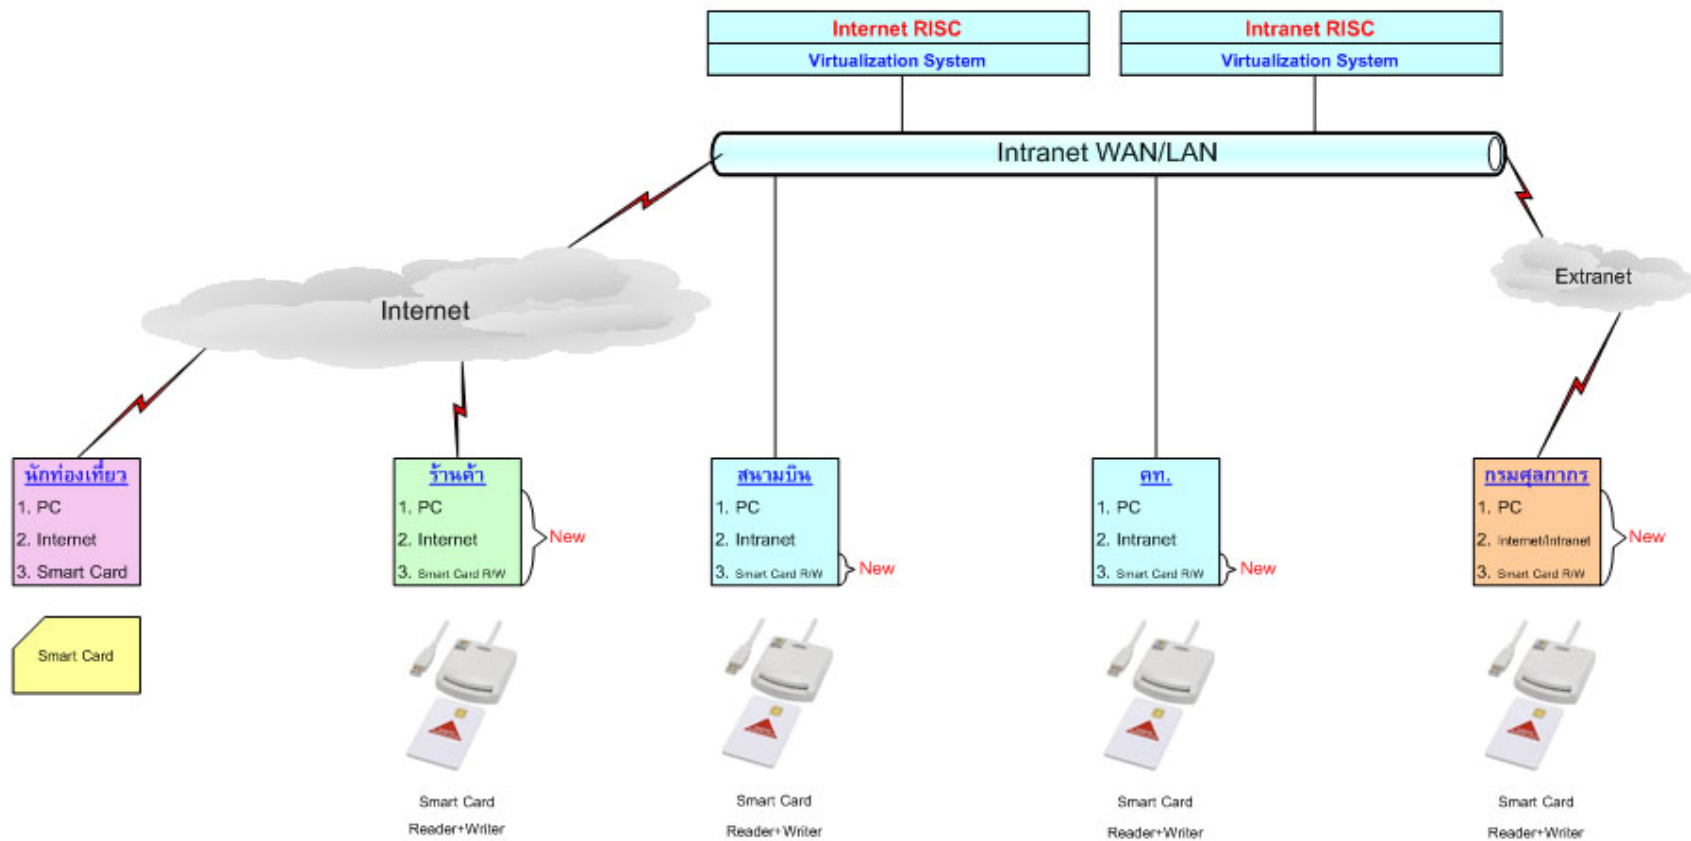 Internet RISC
Virtualization System
Intranet RISC
Virtualization System
Intranet WAN/LAN
Internet
Extranet
นักท่องเที่ยว
1. PC
2. Internet
3. Smart Card
ร้านค้า
1. PC
2. Internet
3. Smart Card R/W
New
สนามบิน
1. PC
2. Intranet
3. Smart Card R/W
New
คท.
1. PC
2. Intranet
3. Smart Card R/W
New
กรมศุลกากร
1. PC
2. Internet/Intranet
3. Smart Card R/W
New
Smart Card
Smart Card
Reader+Writer
Smart Card
Reader+Writer
Smart Card
Reader+Writer
Smart Card
Reader+Writer